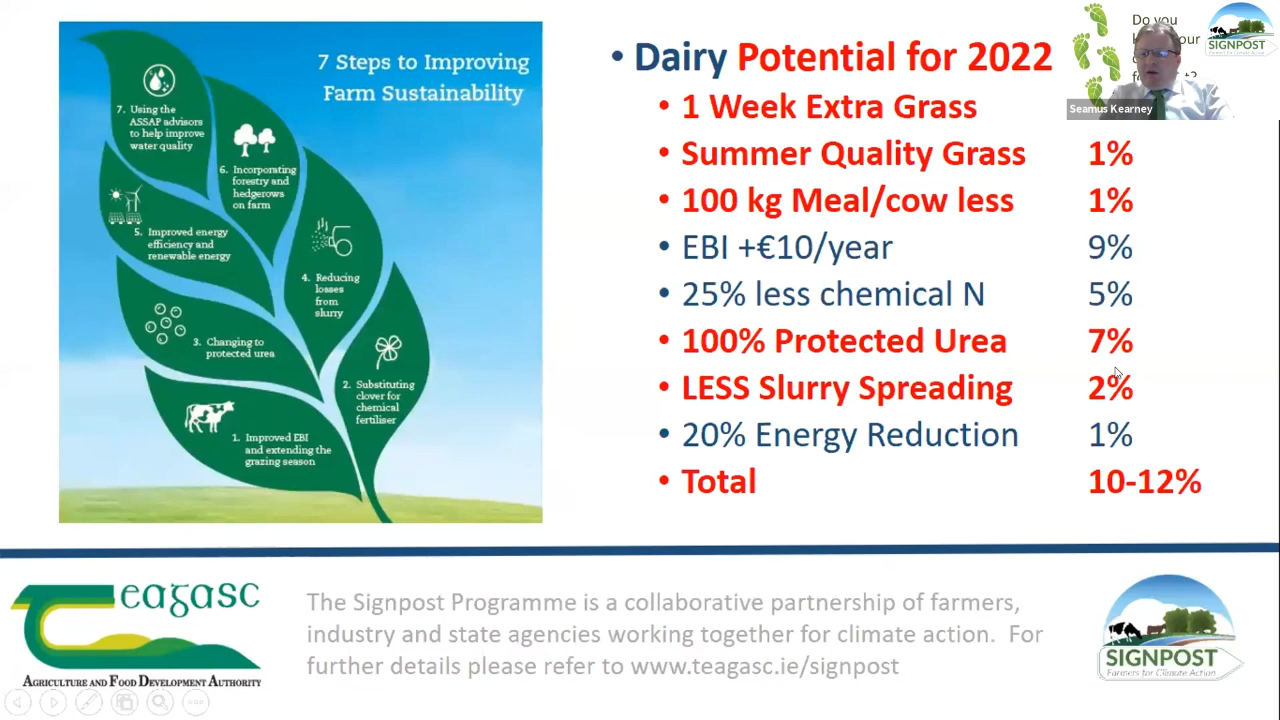 7 Steps to Improving
Farm Sustainability
7. Using the
ASSAP advisors
to help improve
water quality
6. Incorporating
forestry and
hedgerows
on farm
5. Improved energy
efficiency and
renewable energy
4. Reducing
losses
from
slurry
3. Changing to
protected urea
2. Substituting
clover for
chemical
fertiliser
1. Improved EBI
and extending the
grazing season
• Dairy Potential for 2022
• 1 Week Extra Grass
• Summer Quality Grass 1%
• 100 kg Meal/cow less 1%
• EBI +€10/year 9%
• 25% less chemical N 5%
• 100% Protected Urea 7%
• LESS Slurry Spreading 2%
• 20% Energy Reduction 1%
• Total 10-12%
Do you
Seamus Kearney
SIGNPOST
Farmers for Climate Action
Teagasc
AGRICULTURE AND FOOD DEVELOPMENT AUTHORITY
The Signpost Programme is a collaborative partnership of farmers,
industry and state agencies working together for climate action. For
further details please refer to www.teagasc.ie/signpost
SIGNPOST
Farmers for Climate Action